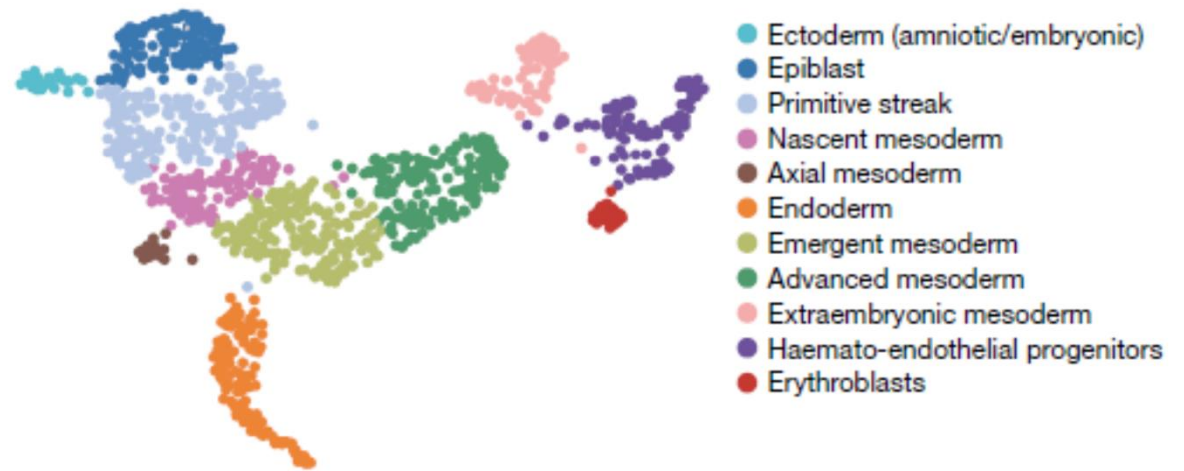 Ectoderm (amniotic/embryonic)
Epiblast
Primitive streak
Nascent mesoderm
Axial mesoderm
Endoderm
Emergent mesoderm
Advanced mesoderm
Extraembryonic mesoderm
Haemato-endothelial progenitors
Erythroblasts